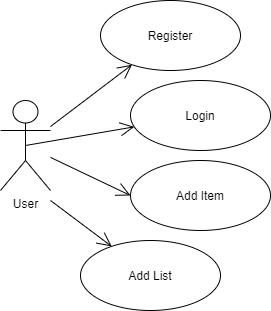 Register
Login
Add Item
User
Add List